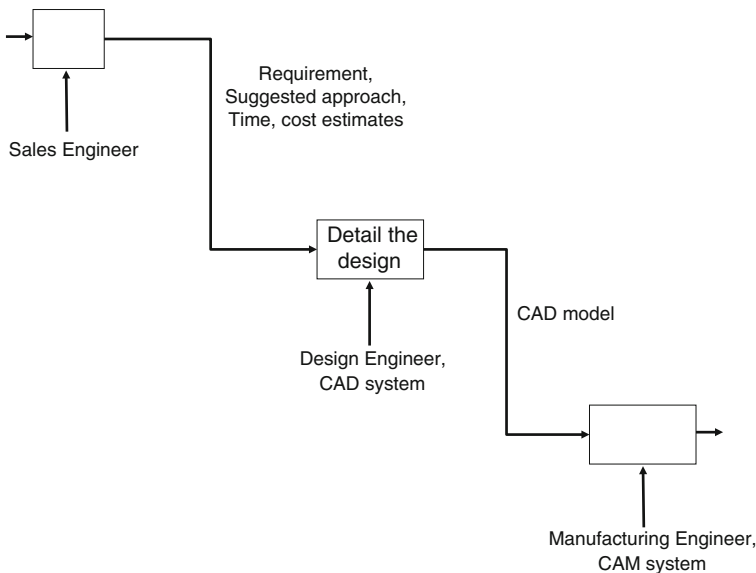 Requirement,
Suggested approach,
Time, cost estimates
Sales Engineer
Detail the
design
CAD model
Design Engineer,
CAD system
Manufacturing Engineer,
CAM system